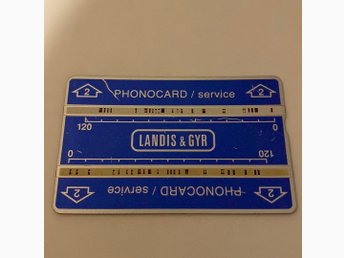 2 PHONOCARD / service 2
120 0
LANDIS & GYR
0 120
2 PHONOCARD / service 2